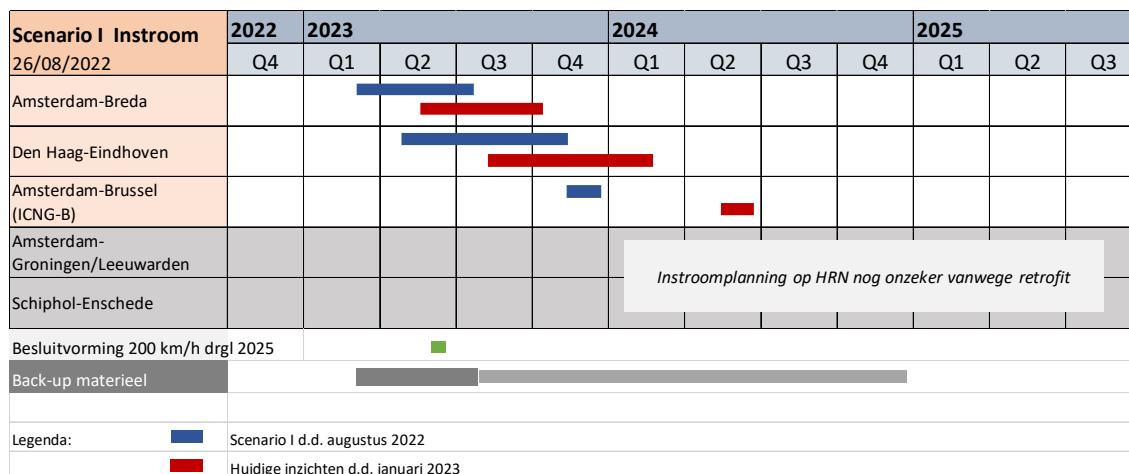 Scenario I Instroom
26/08/2022
2022 2023 2024 2025
Q4 Q1 Q2 Q3 Q4 Q1 Q2 Q3 Q4 Q1 Q2 Q3
Amsterdam-Breda
Den Haag-Eindhoven
Amsterdam-Brussel
(ICNG-B)
Amsterdam-
Groningen/Leeuwarden
Instroomplanning op HRN nog onzeker vanwege retrofit
Schiphol-Enschede
Besluitvorming 200 km/h drgl 2025
Back-up materieel
Legenda: Scenario I d.d. augustus 2022
Huidige inzichten d.d. januari 2023